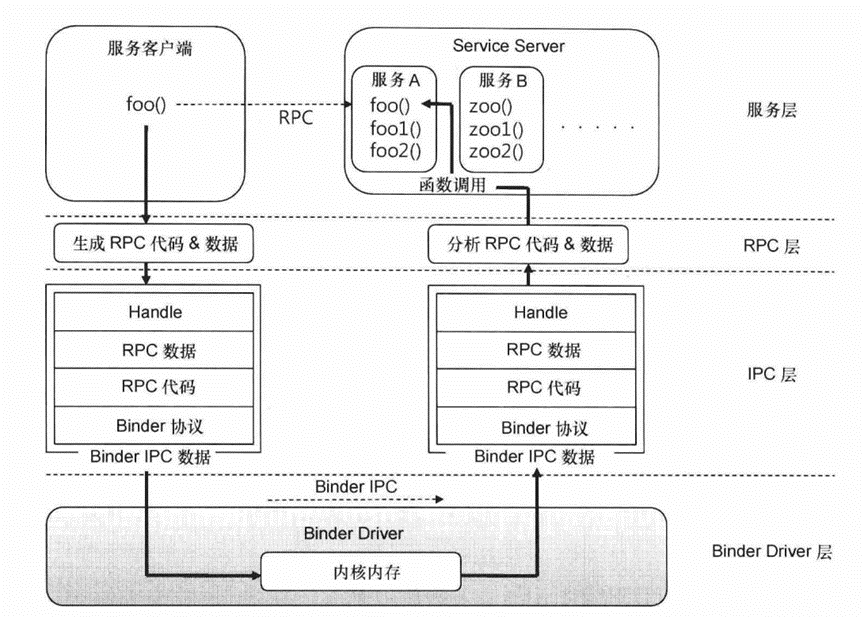 服务客户端
Service Server
foo()
RPC
服务 A
foo()
foo1()
foo2()
服务 B
zoo()
zoo1()
zoo2()
· · · · ·
服务层
函数调用
生成 RPC 代码 & 数据
分析 RPC 代码 & 数据
RPC 层
Handle
RPC 数据
RPC 代码
Binder 协议
Binder IPC 数据
Handle
RPC 数据
RPC 代码
Binder 协议
Binder IPC 数据
IPC 层
Binder IPC
Binder Driver
内核内存
Binder Driver 层